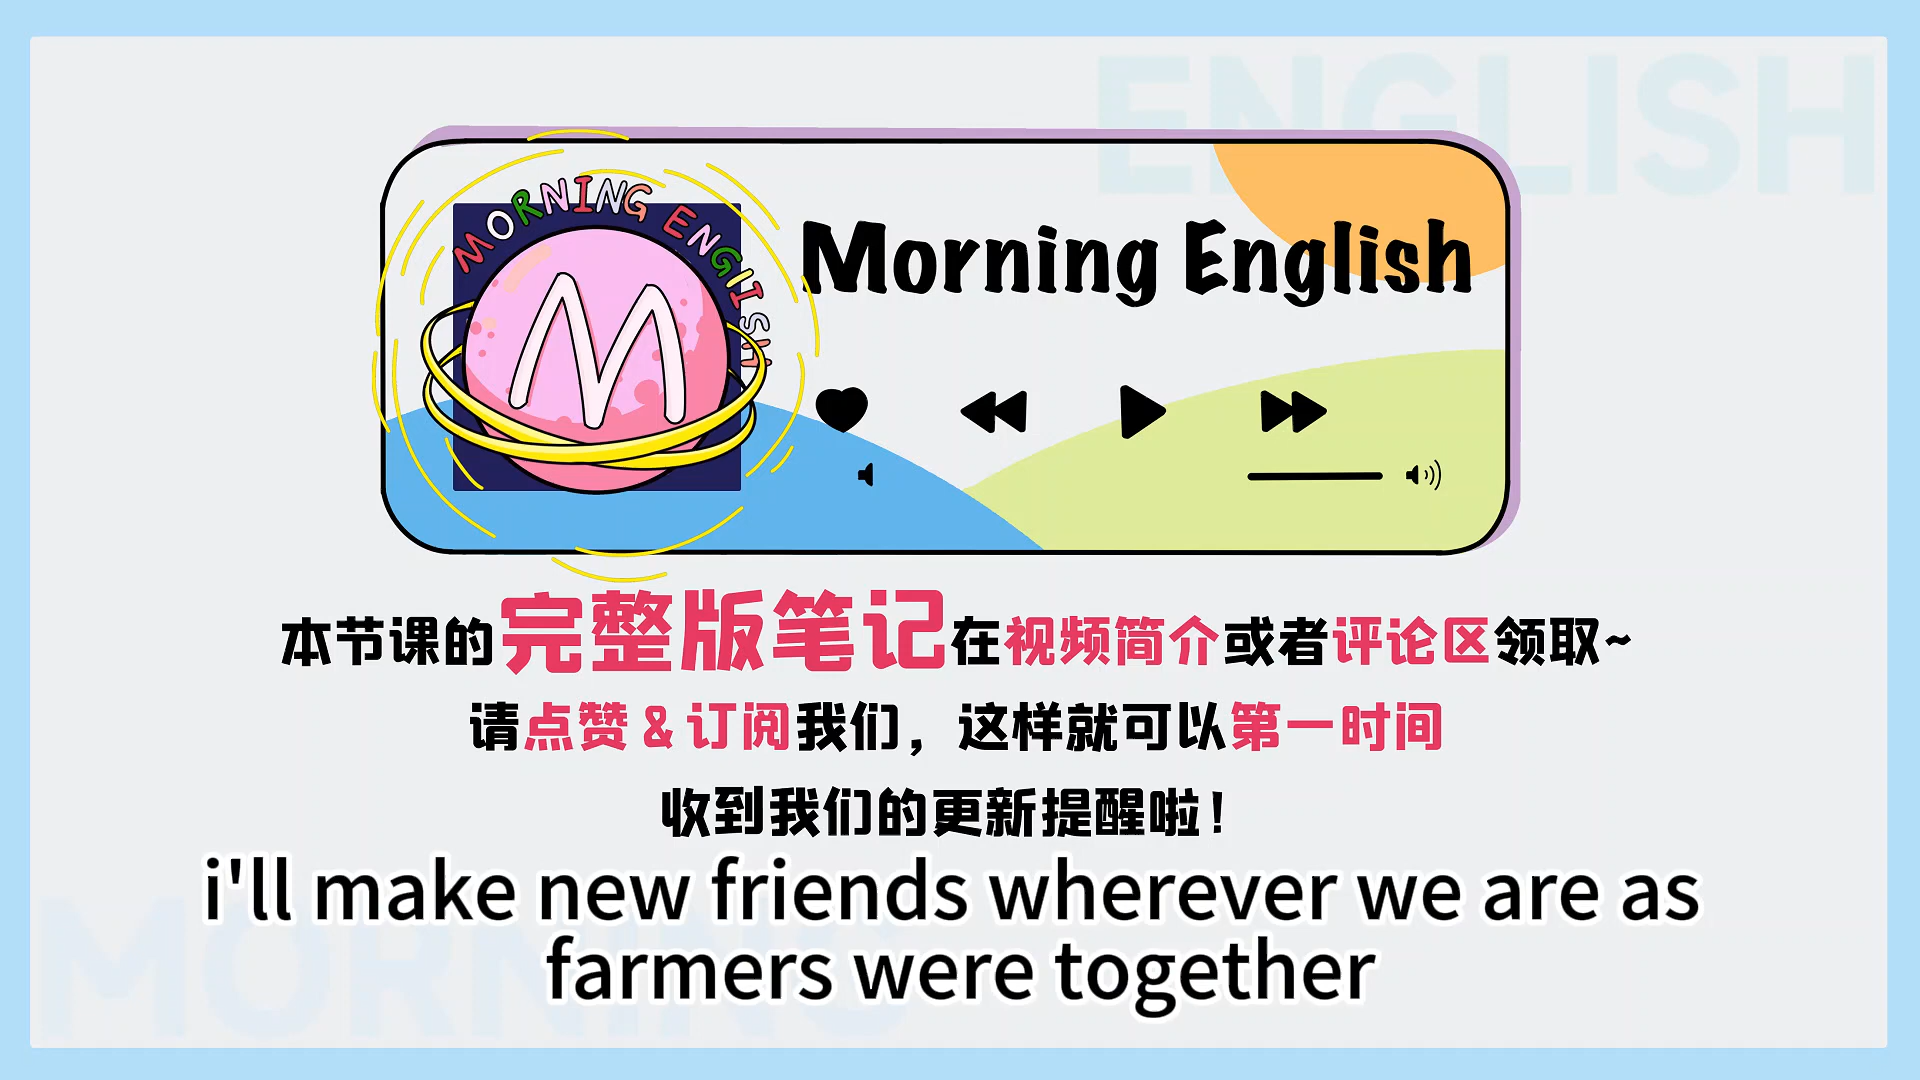 ENGLISH
MORNING ENGLISH
M
Morning English
本节课的完整版笔记在视频简介或者评论区领取~
请点赞&订阅我们，这样就可以第一时间
收到我们的更新提醒啦！
i'll make new friends wherever we are as
farmers were together
MORNING